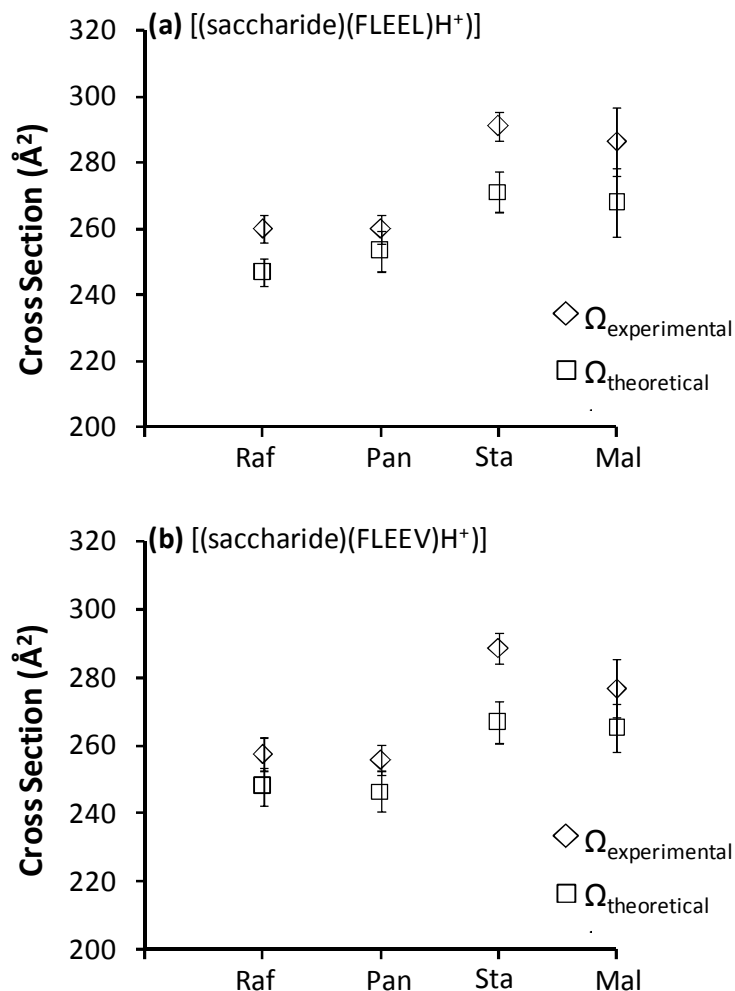 (a) [(saccharide)(FLEEL)H⁺)]
320
300
280
260
240
220
200
Cross Section (Å²)
Ωexperimental
Ωtheoretical
.
Raf Pan Sta Mal
(b) [(saccharide)(FLEEV)H⁺)]
320
300
280
260
240
220
200
Cross Section (Å²)
Ωexperimental
Ωtheoretical
.
Raf Pan Sta Mal